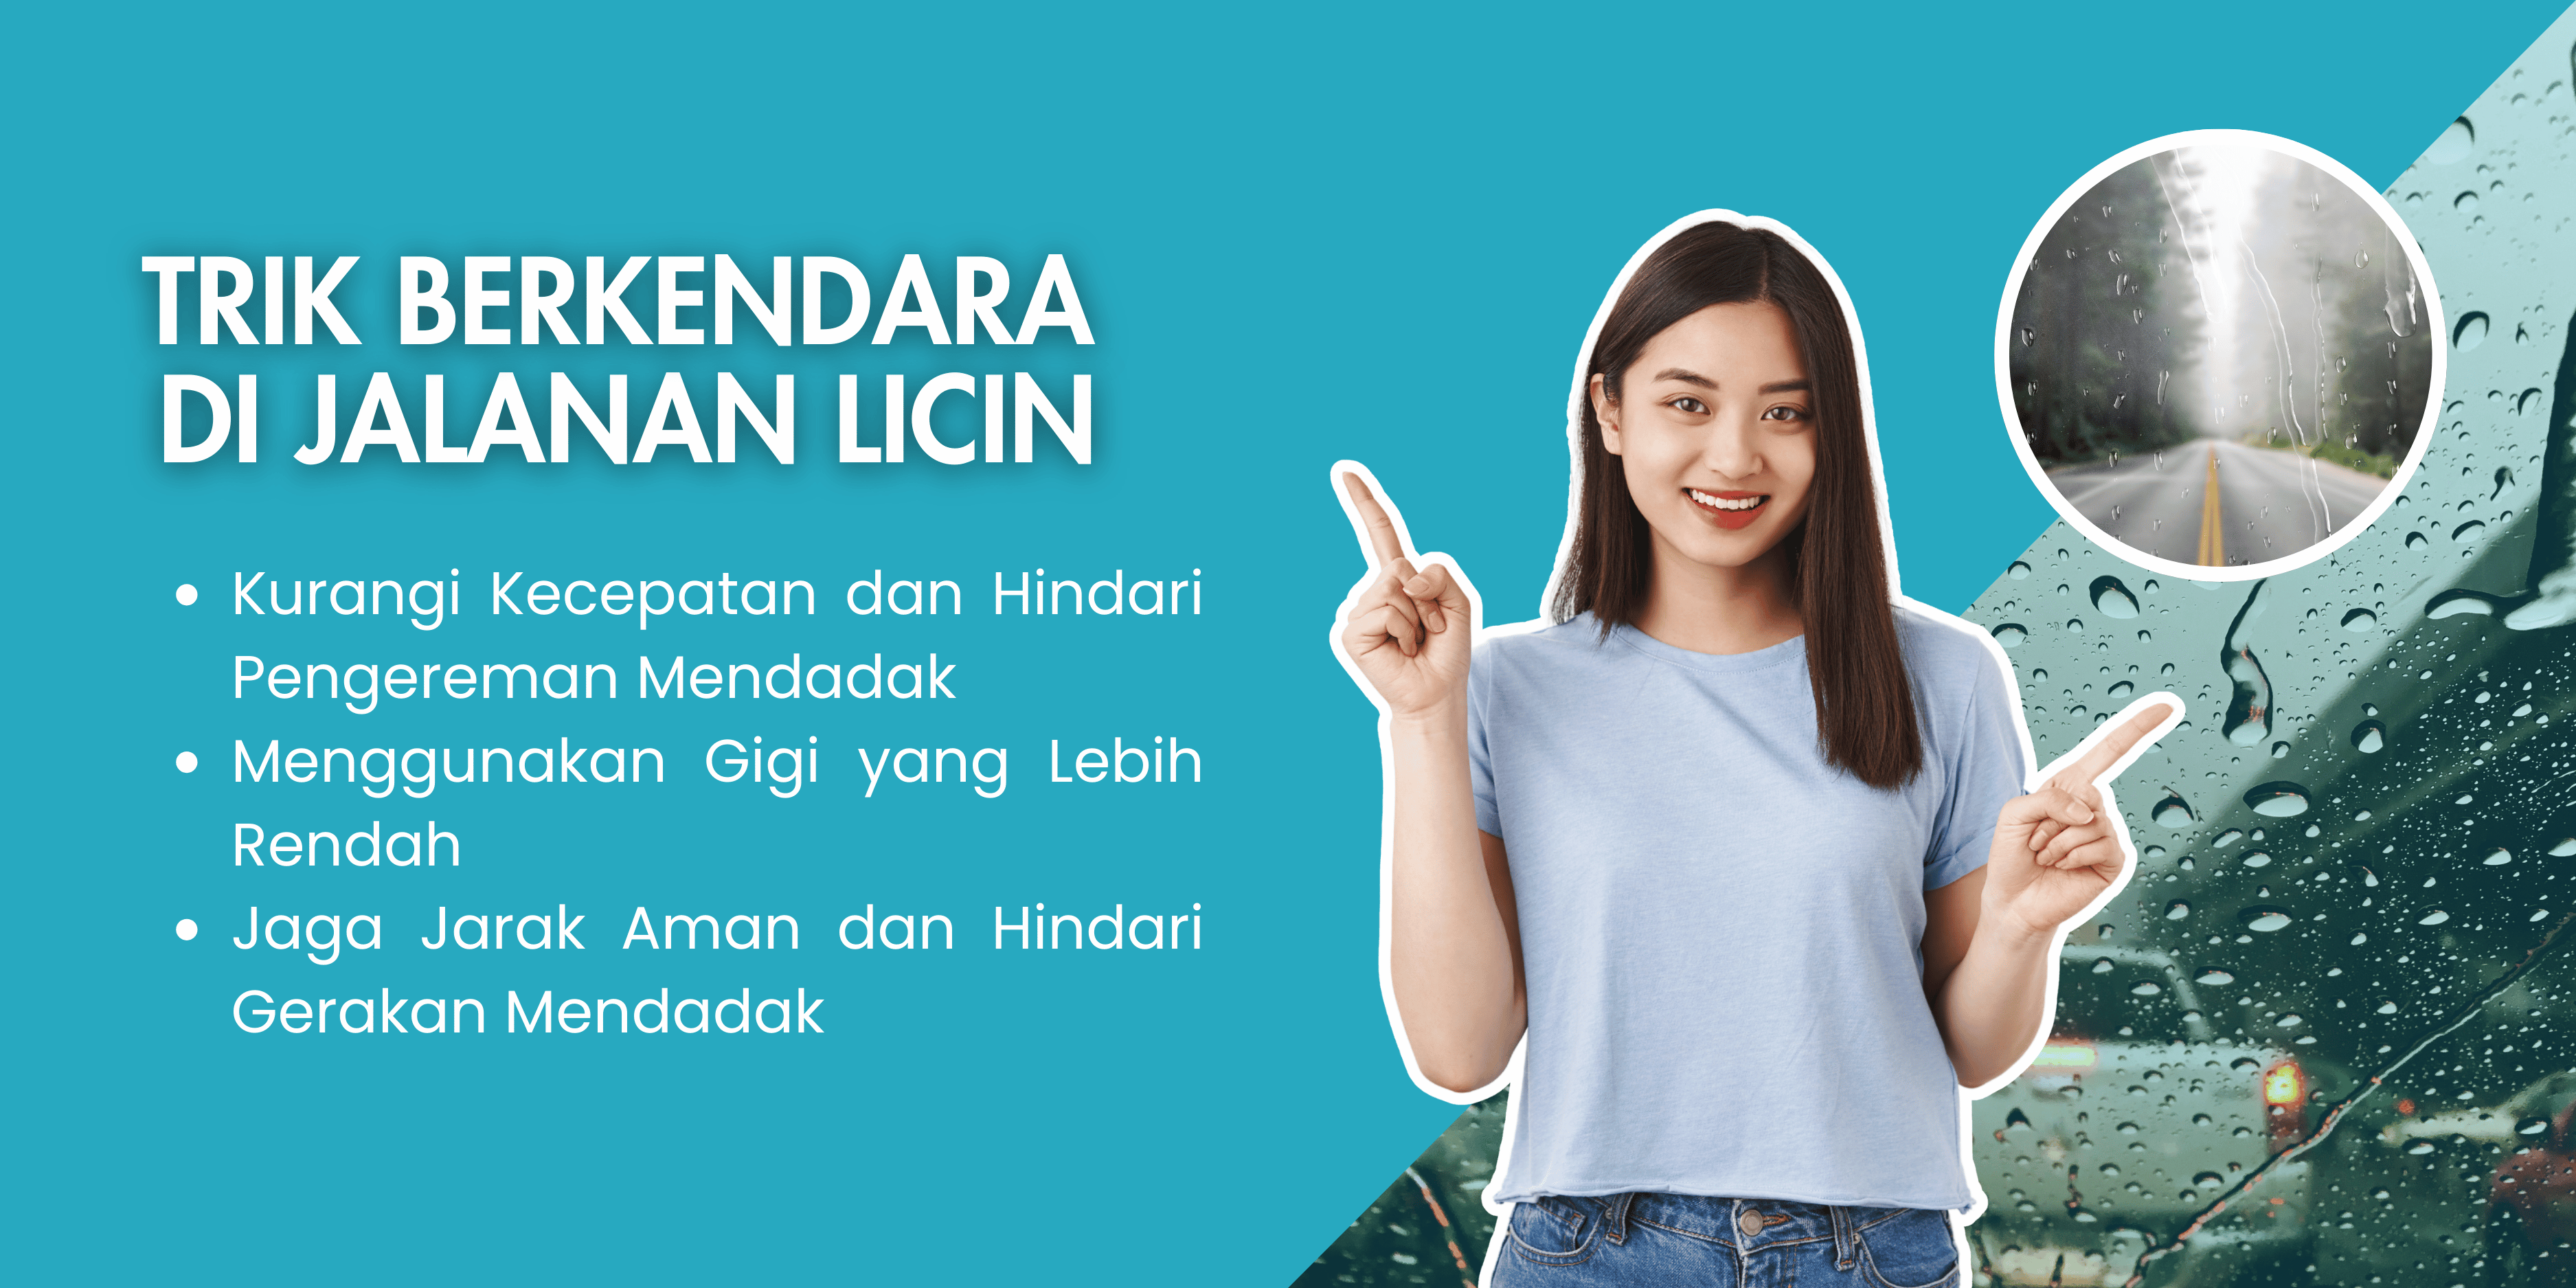 TRIK BERKENDARA
DI JALANAN LICIN
• Kurangi Kecepatan dan Hindari
Pengereman Mendadak
• Menggunakan Gigi yang Lebih
Rendah
• Jaga Jarak Aman dan Hindari
Gerakan Mendadak